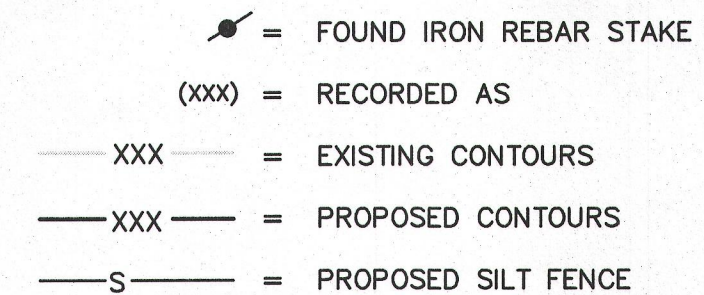 = FOUND IRON REBAR STAKE
(XXX) = RECORDED AS
XXX = EXISTING CONTOURS
XXX = PROPOSED CONTOURS
S = PROPOSED SILT FENCE